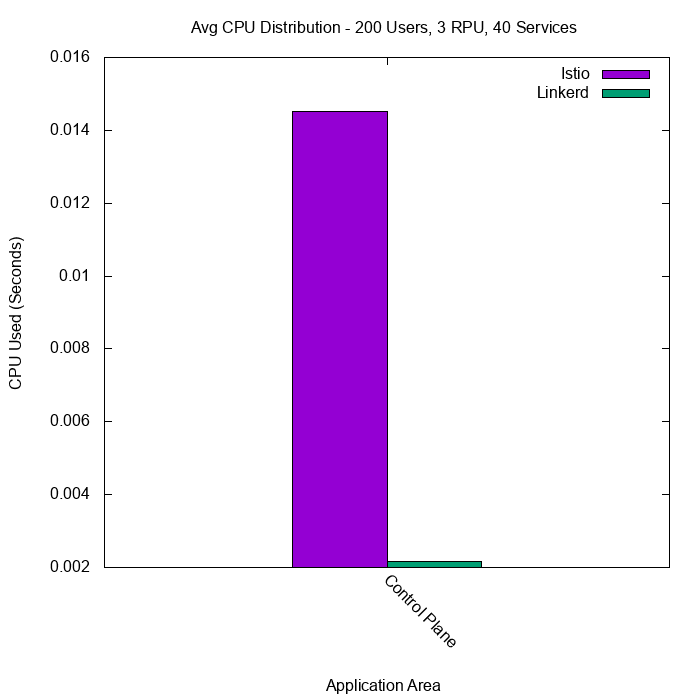 Avg CPU Distribution - 200 Users, 3 RPU, 40 Services
Istio
Linkerd
0.016
0.014
0.012
0.01
0.008
0.006
0.004
0.002
CPU Used (Seconds)
Control Plane
Application Area